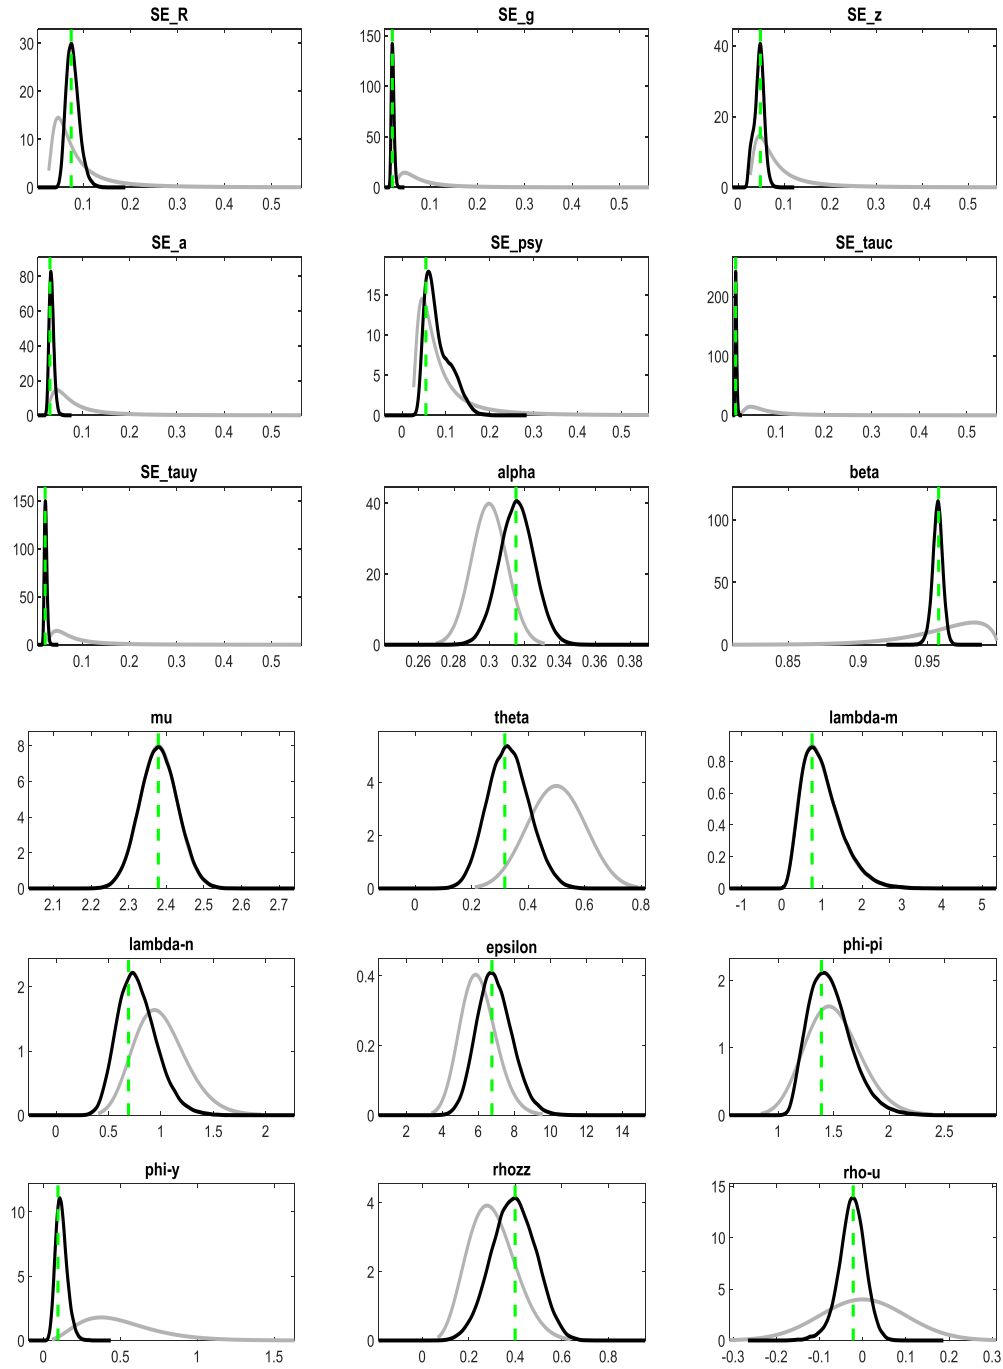 SE_R SE_g SE_z
30 20 10 0
0.1 0.2 0.3 0.4 0.5
150 100 50 0
0.1 0.2 0.3 0.4 0.5
40 20 0
0 0.1 0.2 0.3 0.4 0.5
SE_a SE_psy SE_tauc
80 60 40 20 0
0.1 0.2 0.3 0.4 0.5
15 10 5 0
0 0.1 0.2 0.3 0.4 0.5
200 100 0
0.1 0.2 0.3 0.4 0.5
SE_tauy alpha beta
150 100 50 0
0.1 0.2 0.3 0.4 0.5
40 20 0
0.26 0.28 0.3 0.32 0.34 0.36 0.38
100 50 0
0.85 0.9 0.95
mu theta lambda-m
8 6 4 2 0
2.1 2.2 2.3 2.4 2.5 2.6 2.7
4 2 0
0 0.2 0.4 0.6 0.8
0.8 0.6 0.4 0.2 0
-1 0 1 2 3 4 5
lambda-n epsilon phi-pi
2 1 0
0 0.5 1 1.5 2
0.4 0.2 0
2 4 6 8 10 12 14
2 1 0
1 1.5 2 2.5
phi-y rhozz rho-u
10 5 0
0 0.5 1 1.5
4 2 0
0 0.2 0.4 0.6 0.8
15 10 5 0
-0.3 -0.2 -0.1 0 0.1 0.2 0.3